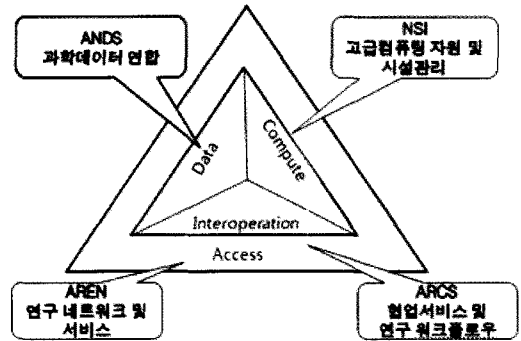 ANDS
과학데이터 연합
NSI
고급컴퓨팅 자원 및
시설관리
Data
Compute
Interoperation
Access
AREN
연구 네트워크 및
서비스
ARCS
협업서비스 및
연구 워크플로우